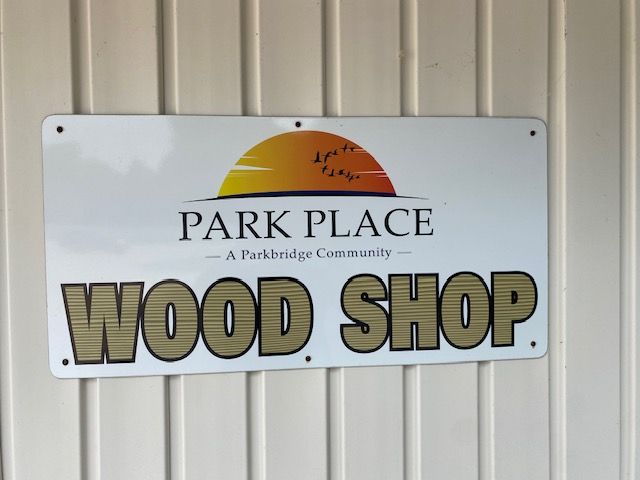 PARK PLACE
— A Parkbridge Community —
WOOD SHOP